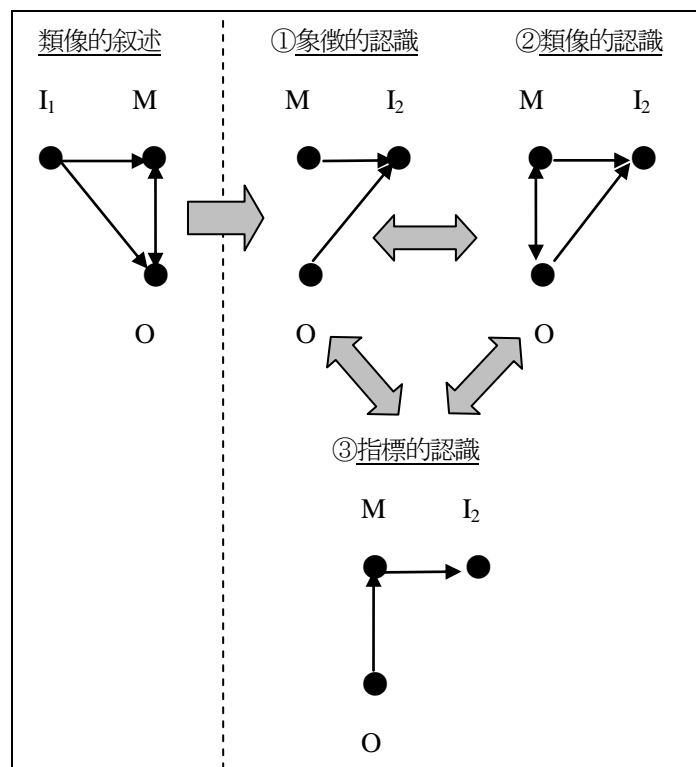 類像的叙述
①象徴的認識
②類像的認識
I₁ M
M I₂
M I₂
O
O
O
③指標的認識
M I₂
O